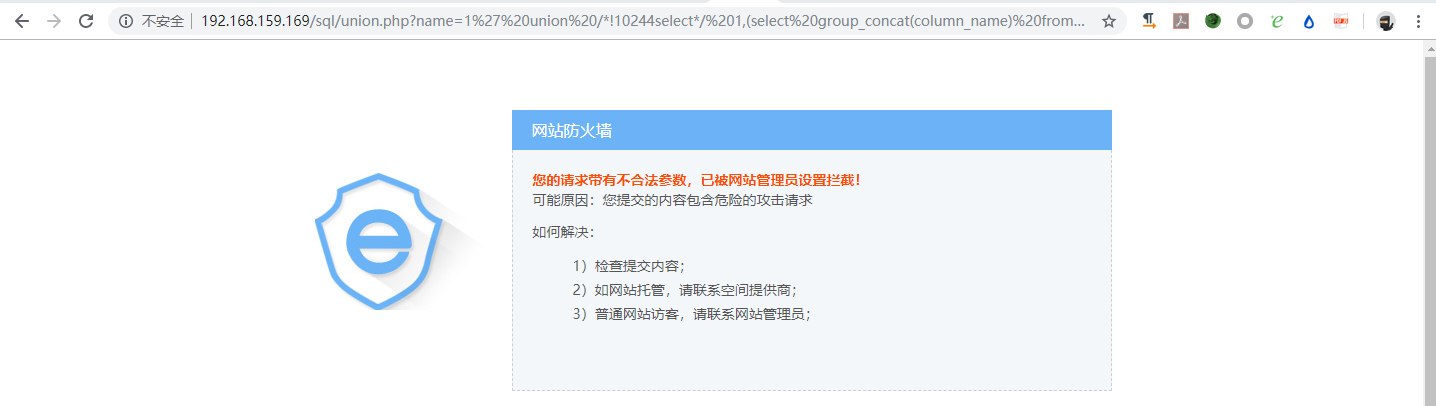 不安全 192.168.159.169/sql/union.php?name=1%27%20union%20/*!10244select*/%201,(select%20group_concat(column_name)%20from...
网站防火墙
您的请求带有不合法参数，已被网站管理员设置拦截！
可能原因：您提交的内容包含危险的攻击请求
如何解决：
1）检查提交内容；
2）如网站托管，请联系空间提供商；
3）普通网站访客，请联系网站管理员；